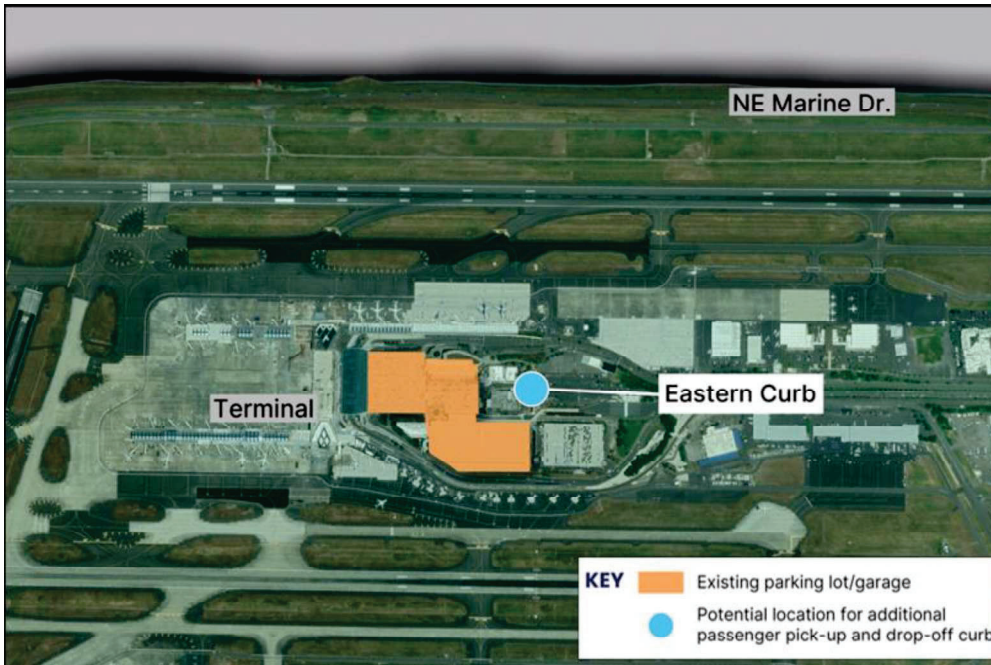 NE Marine Dr.
Eastern Curb
Terminal
KEY
Existing parking lot/garage
Potential location for additional
passenger pick-up and drop-off curb